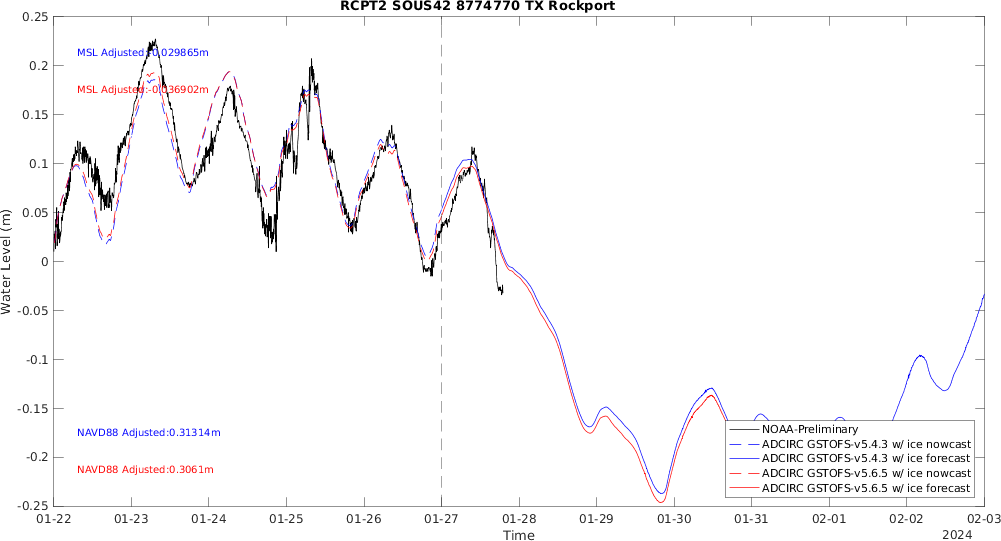 RCPT2 SOUS42 8774770 TX Rockport
0.25
0.2
0.15
0.1
0.05
0
-0.05
-0.1
-0.15
-0.2
-0.25
Water Level (m)
MSL Adjusted:-0.029865m
MSL Adjusted:-0.036902m
NAVD88 Adjusted:0.31314m
NAVD88 Adjusted:0.3061m
NOAA-Preliminary
ADCIRC GSTOFS-v5.4.3 w/ ice nowcast
ADCIRC GSTOFS-v5.4.3 w/ ice forecast
ADCIRC GSTOFS-v5.6.5 w/ ice nowcast
ADCIRC GSTOFS-v5.6.5 w/ ice forecast
01-22 01-23 01-24 01-25 01-26 01-27 01-28 01-29 01-30 01-31 02-01 02-02 02-03
Time
2024